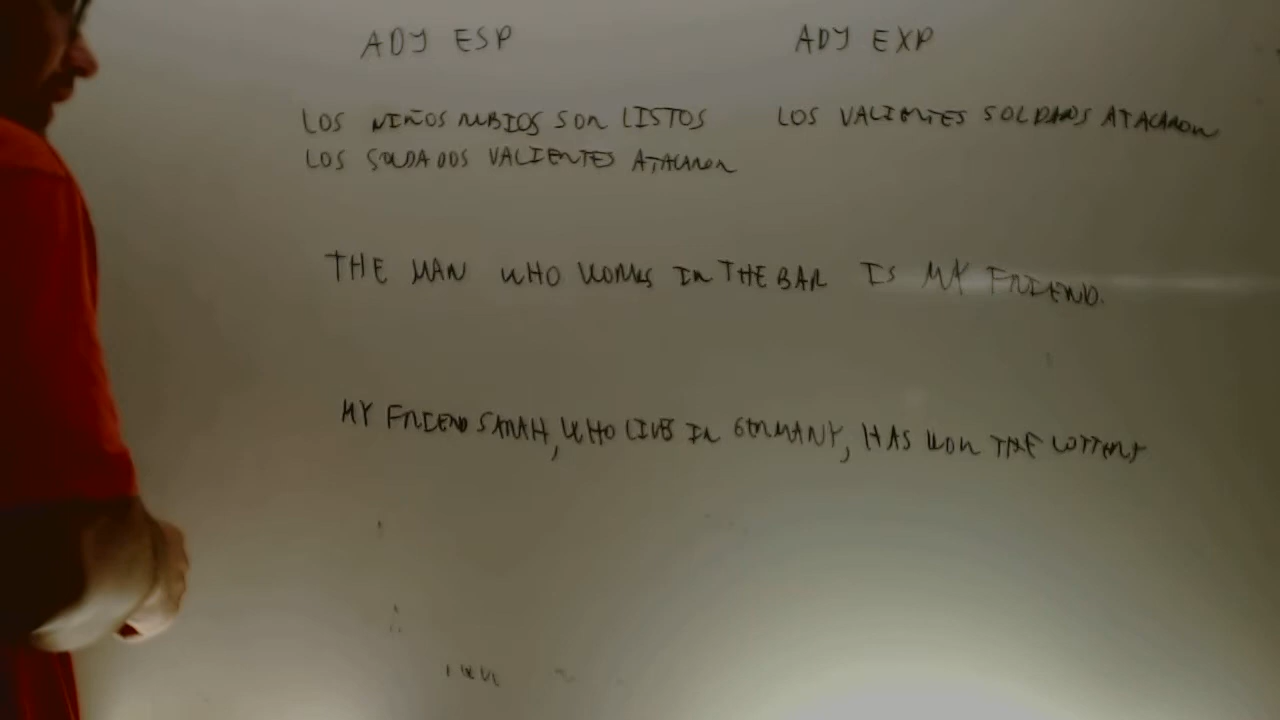 ADJ ESP
ADJ EXP
LOS NIÑOS RUBIOS SON LISTOS
LOS VALIENTES SOLDADOS ATACARON
LOS SOLDADOS VALIENTES ATACARON
THE MAN WHO WORKS IN THE BAR IS MY FRIEND.
MY FRIEND SARAH, WHO LIVES IN GERMANY, HAS WON THE LOTTERY